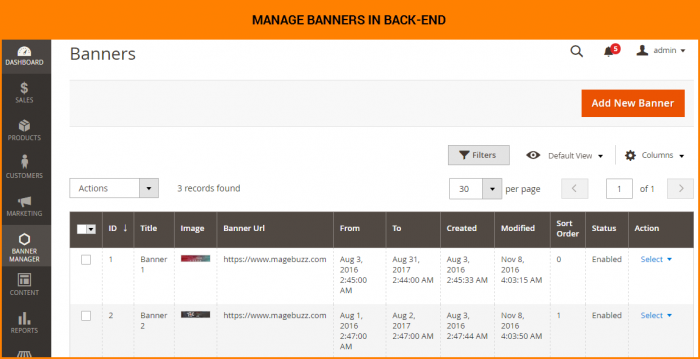 MANAGE BANNERS IN BACK-END
Banners
5
admin
DASHBOARD
SALES
PRODUCTS
CUSTOMERS
MARKETING
BANNER
MANAGER
CONTENT
REPORTS
Add New Banner
Filters
Default View
Columns
Actions
3 records found
30
per page
1
of 1
ID ↓ Title Image Banner Url From To Created Modified Sort Order Status Action
1 Banner 1 https://www.magebuzz.com Aug 3, 2016 2:45:00 AM Aug 31, 2017 2:44:00 AM Aug 3, 2016 2:45:33 AM Nov 8, 2016 4:03:15 AM 0 Enabled Select
2 Banner 2 https://www.magebuzz.com Aug 1, 2016 2:47:00 AM Aug 2, 2017 2:47:00 AM Aug 3, 2016 2:47:44 AM Nov 8, 2016 4:03:50 AM 1 Enabled Select